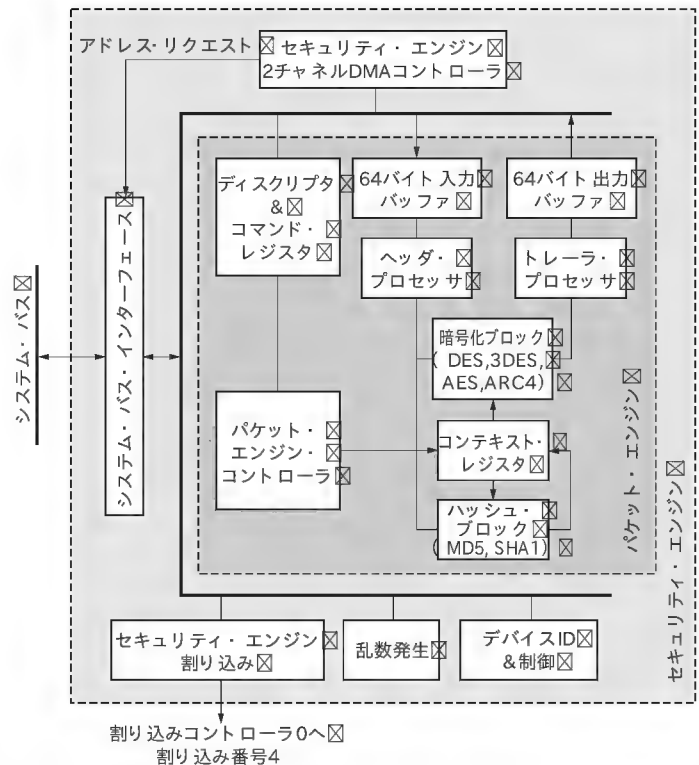 アドレス・リクエスト
セキュリティ・エンジン
2チャネルDMAコントローラ
ディスクリプタ
&
コマンド・
レジスタ
64バイト入力
バッファ
64バイト出力
バッファ
ヘッダ・
プロセッサ
トレーラ・
プロセッサ
システム・バス
システム・バス・インターフェース
暗号化ブロック
(DES,3DES,
AES,ARC4)
パケット・
エンジン・
コントローラ
コンテキスト・
レジスタ
ハッシュ・
ブロック
(MD5, SHA1)
パケット・エンジン
セキュリティ・エンジン
セキュリティ・エンジン
割り込み
乱数発生
デバイスID
&制御
割り込みコントローラ0へ
割り込み番号4